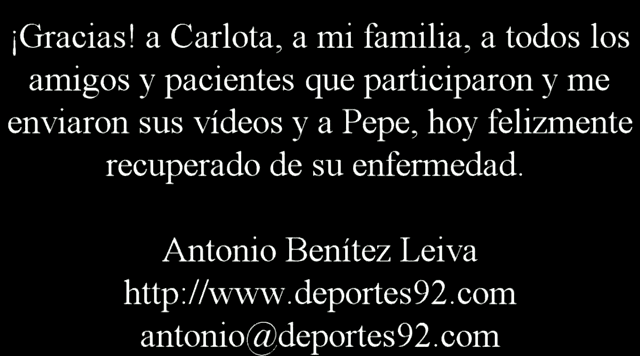 ¡Gracias! a Carlota, a mi familia, a todos los
amigos y pacientes que participaron y me
enviaron sus vídeos y a Pepe, hoy felizmente
recuperado de su enfermedad.
Antonio Benítez Leiva
http://www.deportes92.com
antonio@deportes92.com